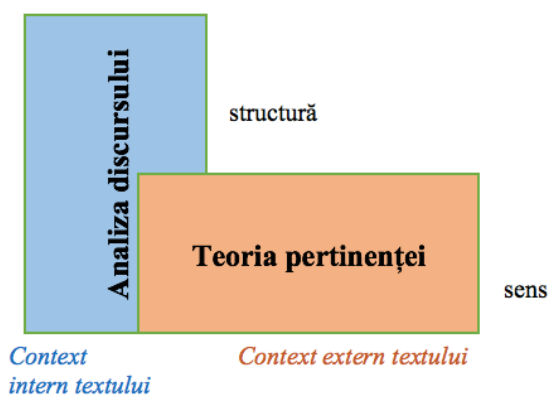 Analiza discursului
structură
Teoria pertinenței
sens
Context
intern textului
Context extern textului